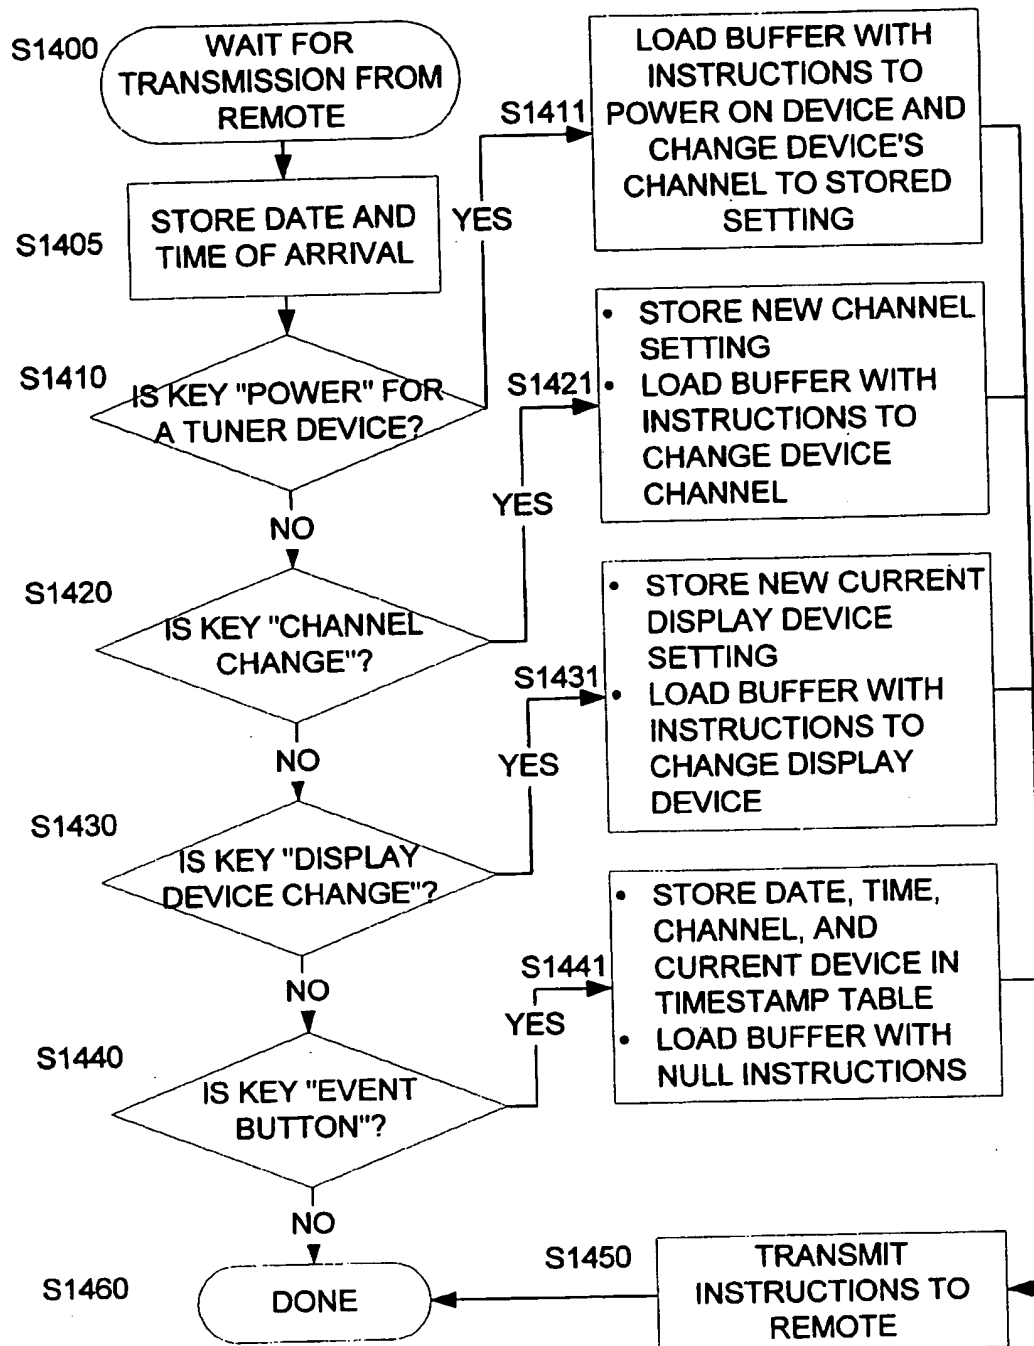 S1400
WAIT FOR
TRANSMISSION FROM
REMOTE
S1405
STORE DATE AND
TIME OF ARRIVAL
S1410
IS KEY "POWER" FOR
A TUNER DEVICE?
YES
S1411
LOAD BUFFER WITH
INSTRUCTIONS TO
POWER ON DEVICE AND
CHANGE DEVICE'S
CHANNEL TO STORED
SETTING
NO
S1420
IS KEY "CHANNEL
CHANGE"?
YES
S1421
• STORE NEW CHANNEL
SETTING
• LOAD BUFFER WITH
INSTRUCTIONS TO
CHANGE DEVICE
CHANNEL
NO
S1430
IS KEY "DISPLAY
DEVICE CHANGE"?
YES
S1431
• STORE NEW CURRENT
DISPLAY DEVICE
SETTING
• LOAD BUFFER WITH
INSTRUCTIONS TO
CHANGE DISPLAY
DEVICE
NO
S1440
IS KEY "EVENT
BUTTON"?
YES
S1441
• STORE DATE, TIME,
CHANNEL, AND
CURRENT DEVICE IN
TIMESTAMP TABLE
• LOAD BUFFER WITH
NULL INSTRUCTIONS
NO
S1450
TRANSMIT
INSTRUCTIONS TO
REMOTE
S1460
DONE